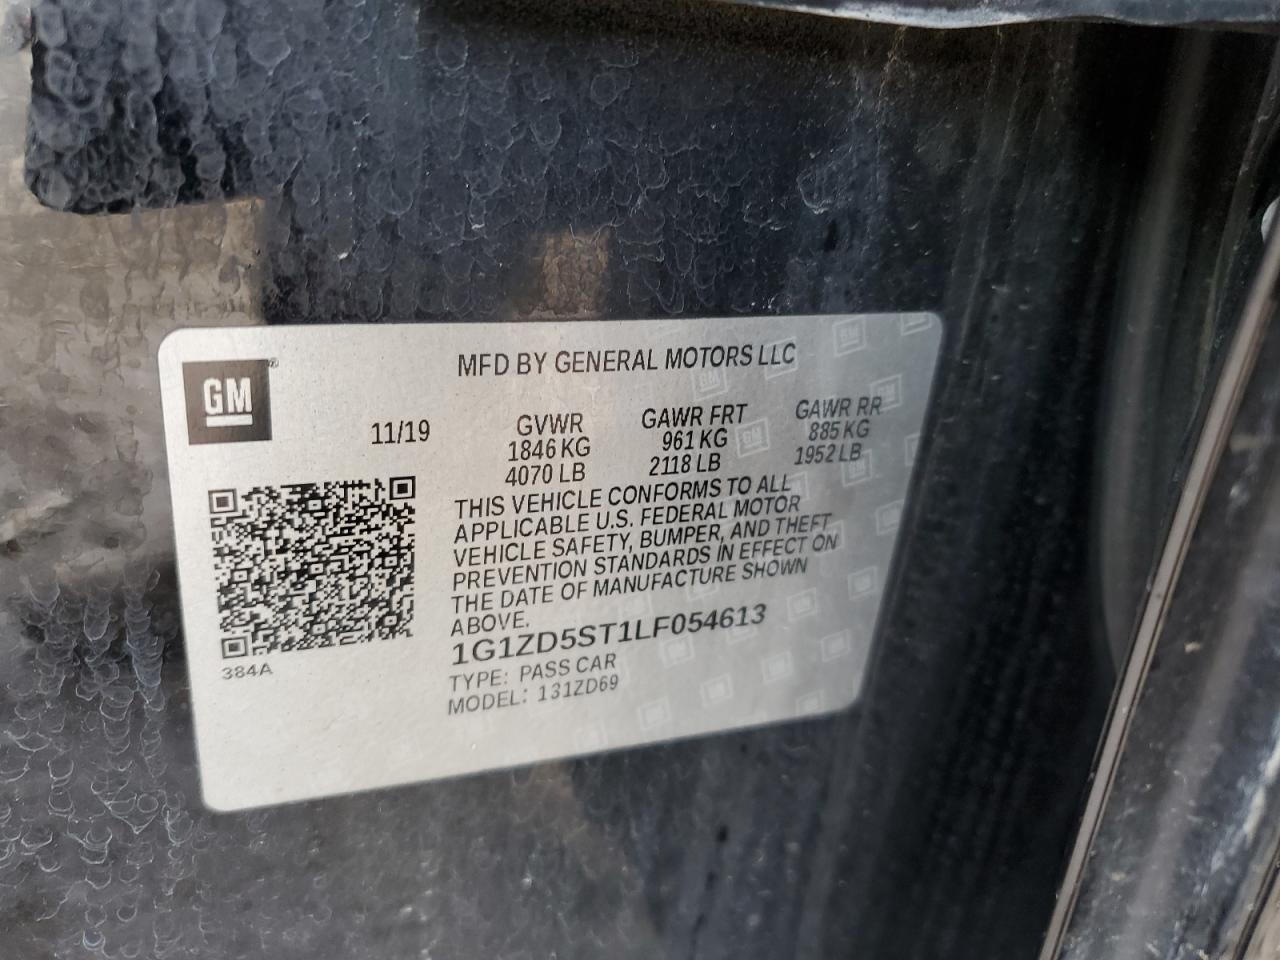 MFD BY GENERAL MOTORS LLC
GM®
11/19
GVWR GAWR FRT GAWR RR
1846 KG 961 KG 885 KG
4070 LB 2118 LB 1952 LB
THIS VEHICLE CONFORMS TO ALL
APPLICABLE U.S. FEDERAL MOTOR
VEHICLE SAFETY, BUMPER, AND THEFT
PREVENTION STANDARDS IN EFFECT ON
THE DATE OF MANUFACTURE SHOWN
ABOVE.
1G1ZD5ST1LF054613
384A
TYPE: PASS CAR
MODEL: 131ZD69